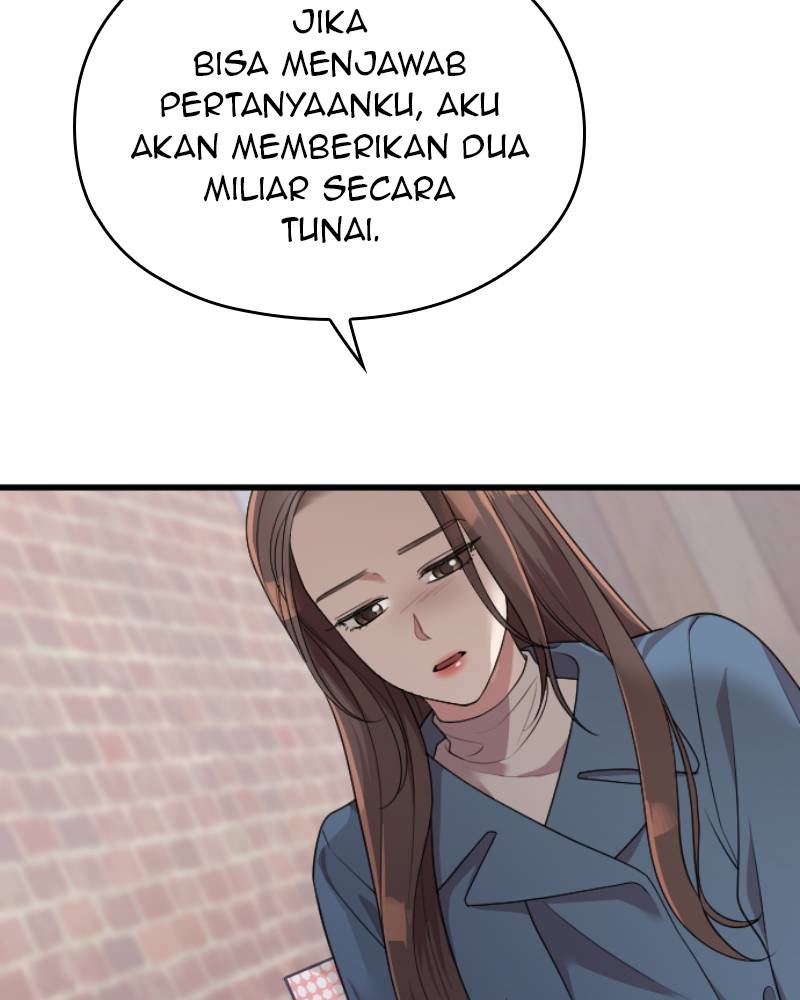 JIKA
BISA MENJAWAB
PERTANYAANKU, AKU
AKAN MEMBERIKAN DUA
MILIAR SECARA
TUNAI.